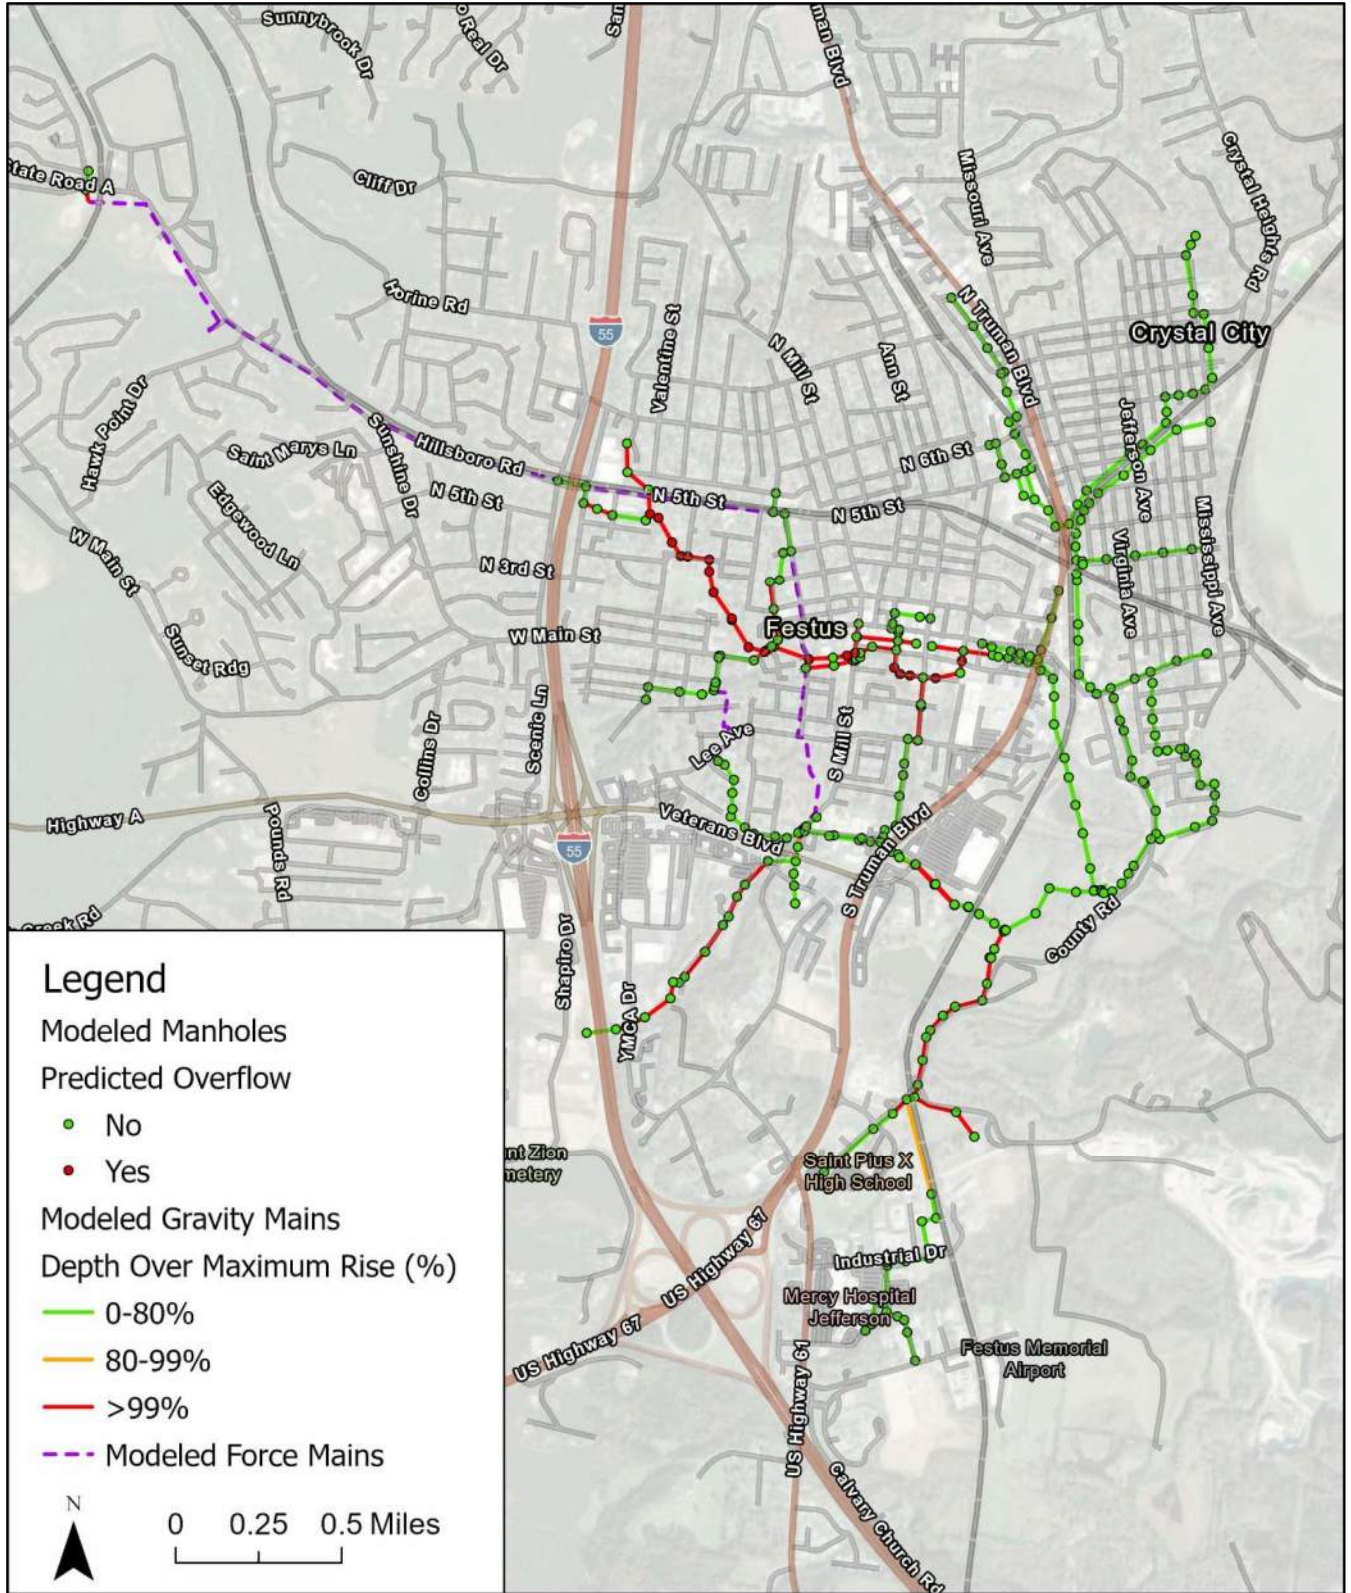 Sunnybrook Dr
o Real Dr
San
man Blvd
State Road A
Cliff Dr
Missouri Ave
Crystal Heights Rd
Horine Rd
N Truman Blvd
Crystal City
55
Valentine St
N Mill St
Ann St
Hawk Point Dr
Saint Marys Ln
Sunshine Dr
Hillsboro Rd
N 6th St
Jefferson Ave
N 5th St
N 5th St
N 5th St
Mississippi Ave
Edgewood Ln
W Main St
N 3rd St
Virginia Ave
Festus
W Main St
Sunset Rdg
Scenic Ln
Collins Dr
Lee Ave
S Mill St
Highway A
Poupds Rd
Veterans Blvd
55
S Truman Blvd
Creek Rd
County Rd
Shapiro Dr
YMCA Dr
Legend
Modeled Manholes
Predicted Overflow
No
Yes
Modeled Gravity Mains
Depth Over Maximum Rise (%)
0-80%
80-99%
>99%
Modeled Force Mains
N
0 0.25 0.5 Miles
nt Zion
metery
Saint Pius X
High School
US Highway 67
Industrial Dr
Mercy Hospital
Jefferson
US Highway 67
Festus Memorial
Airport
US Highway 61
Calvary Church Rd